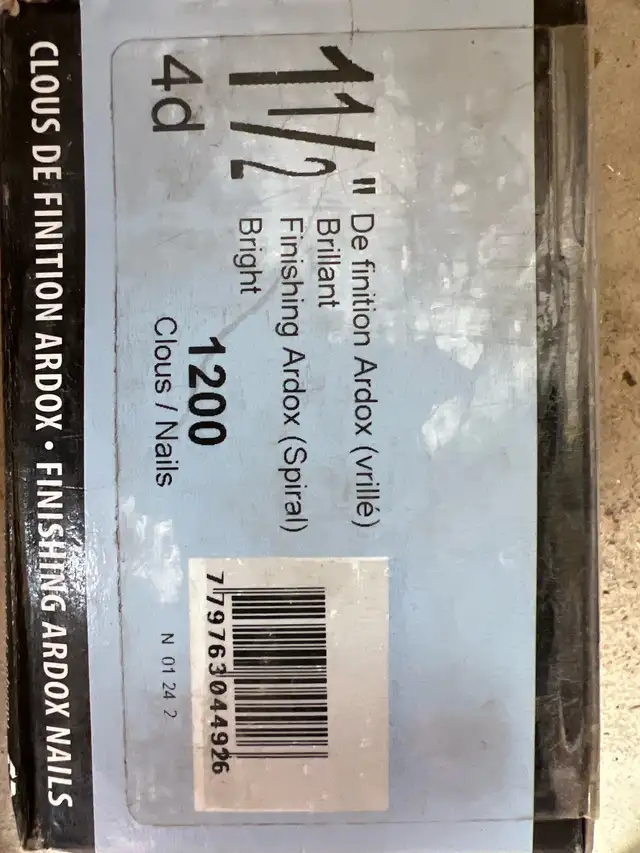 1 1/2"
4d
De finition Ardox (vrillé)
Brillant
Finishing Ardox (Spiral)
Bright
1200
Clous / Nails
7 79763 04492 6
N 01 24 2
CLOUS DE FINITION ARDOX • FINISHING ARDOX NAILS